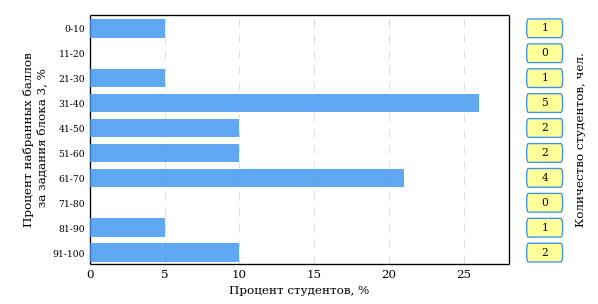 Процент набранных баллов
за задания блока 3, %
0-10 1
11-20 0
21-30 1
31-40 5
41-50 2
51-60 2
61-70 4
71-80 0
81-90 1
91-100 2
0 5 10 15 20 25
Процент студентов, %
Количество студентов, чел.